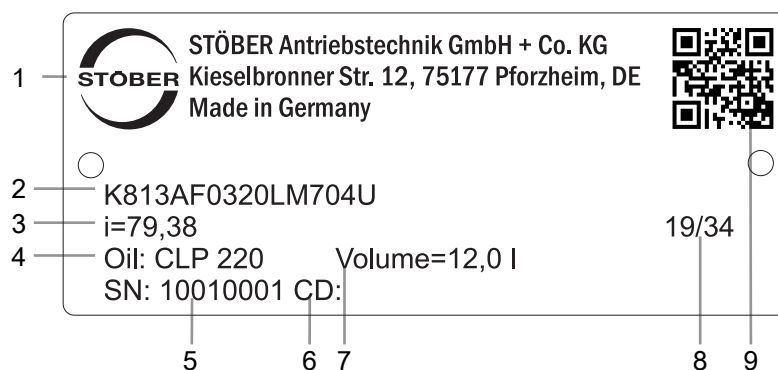 STÖBER Antriebstechnik GmbH + Co. KG
1 STÖBER Kieselbronner Str. 12, 75177 Pforzheim, DE
Made in Germany
2 K813AF0320LM704U
3 i=79,38 19/34
4 Oil: CLP 220 Volume=12,0 l
SN: 10010001 CD:
5 6 7 8 9